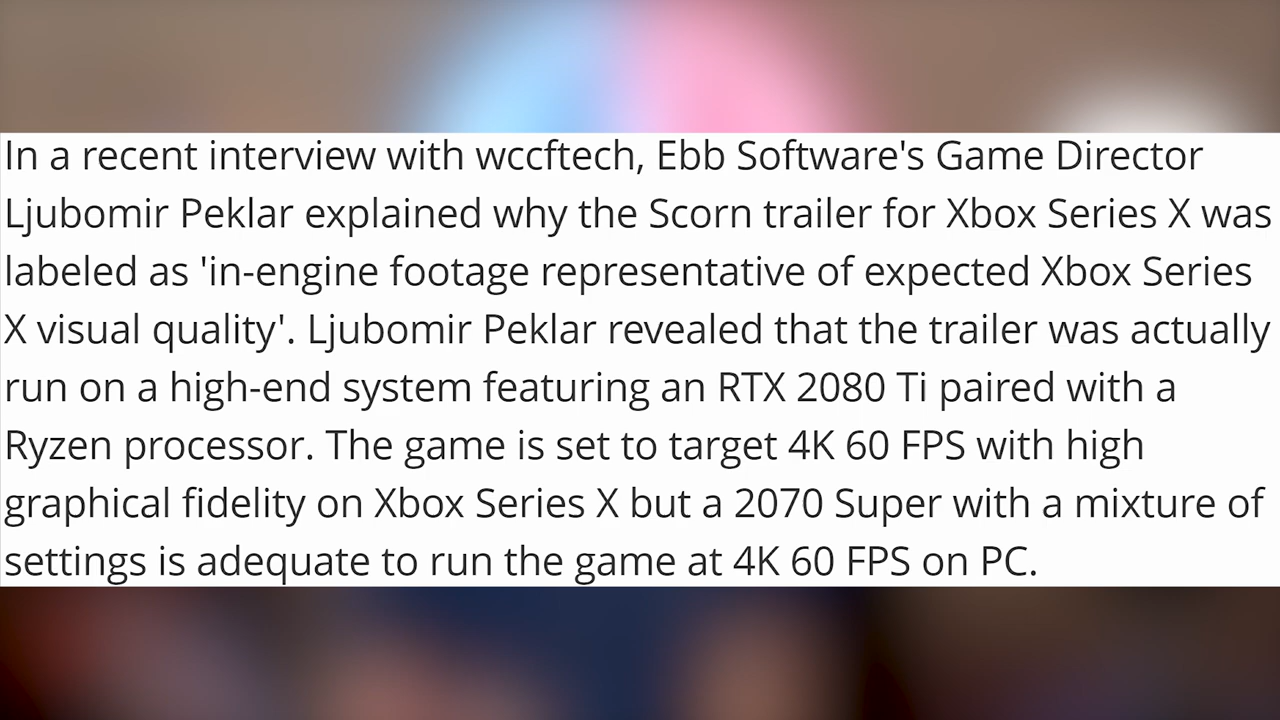 In a recent interview with wccftech, Ebb Software's Game Director
Ljubomir Peklar explained why the Scorn trailer for Xbox Series X was
labeled as 'in-engine footage representative of expected Xbox Series
X visual quality'. Ljubomir Peklar revealed that the trailer was actually
run on a high-end system featuring an RTX 2080 Ti paired with a
Ryzen processor. The game is set to target 4K 60 FPS with high
graphical fidelity on Xbox Series X but a 2070 Super with a mixture of
settings is adequate to run the game at 4K 60 FPS on PC.